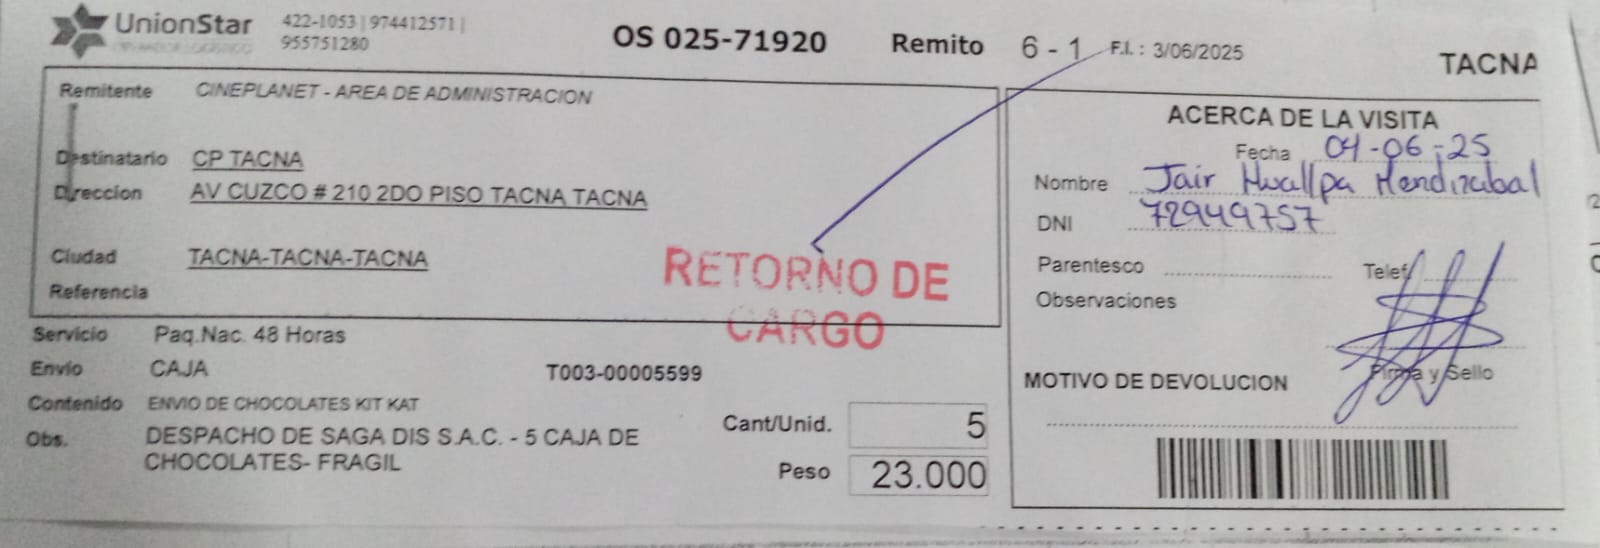 UnionStar
OPERADOR LOGISTICO
422-1053 | 974412571 |
955751280
OS 025-71920
Remito 6 - 1
F.I. : 3/06/2025
TACNA
Remitente CINEPLANET - AREA DE ADMINISTRACION
Destinatario CP TACNA
Direccion AV CUZCO # 210 2DO PISO TACNA TACNA
Ciudad TACNA-TACNA-TACNA
Referencia
RETORNO DE
CARGO
Servicio Paq.Nac. 48 Horas
Envio CAJA
T003-00005599
Contenido ENVIO DE CHOCOLATES KIT KAT
Obs. DESPACHO DE SAGA DIS S.A.C. - 5 CAJA DE
CHOCOLATES- FRAGIL
Cant/Unid. 5
Peso 23.000
ACERCA DE LA VISITA
Fecha 04-06-25
Nombre Jair Huallpa Mendizabal
DNI 72949757
Parentesco
Telef
Observaciones
Firma y Sello
MOTIVO DE DEVOLUCION